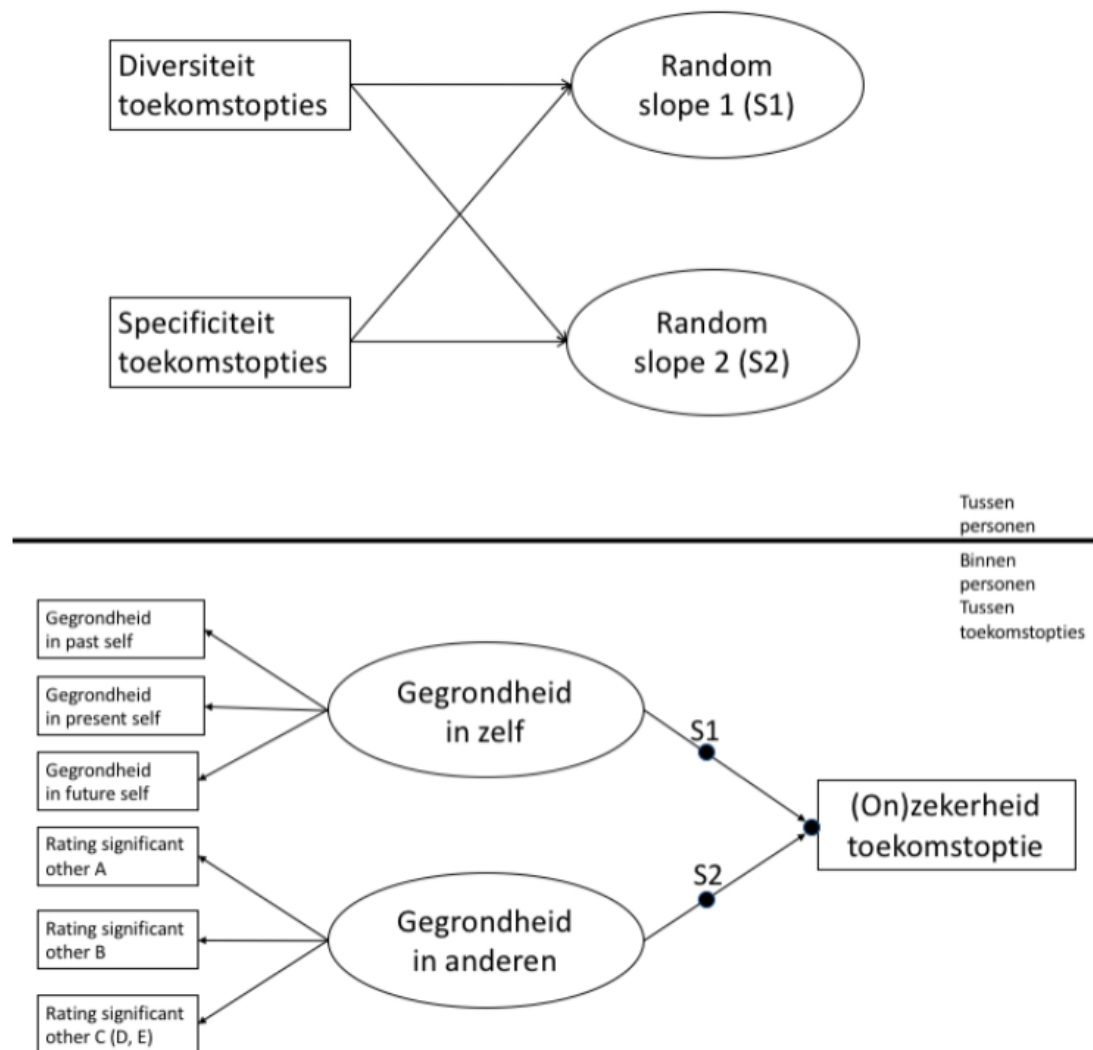 Diversiteit
toekomstopties
Random
slope 1 (S1)
Specificiteit
toekomstopties
Random
slope 2 (S2)
Tussen
personen
Binnen
personen
Tussen
toekomstopties
Gegrondheid
in past self
Gegrondheid
in present self
Gegrondheid
in future self
Gegrondheid
in zelf
S1
(On)zekerheid
toekomstoptie
Rating significant
other A
Rating significant
other B
Rating significant
other C (D, E)
Gegrondheid
in anderen
S2